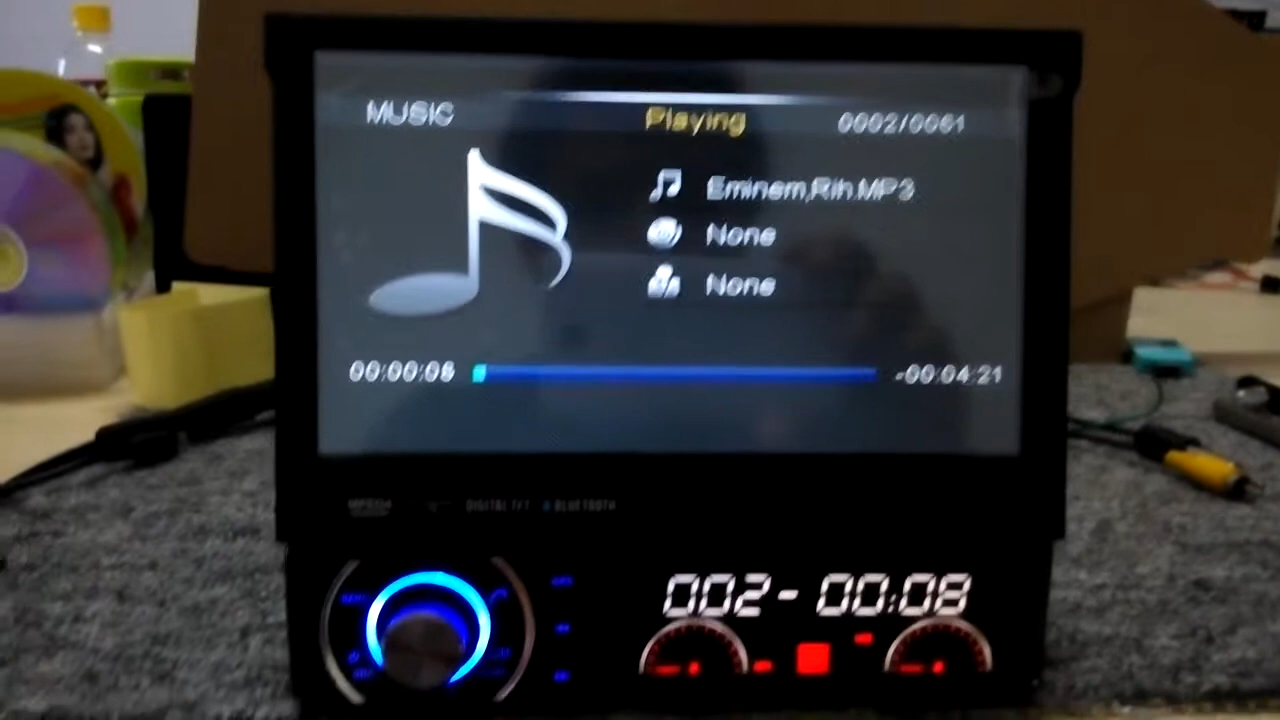 MUSIC
Playing
0002/0061
Eminem,Rih.MP3
None
None
00:00:08
-00:04:21
DIGITAL TFT
BLUETOOTH
002- 00:08